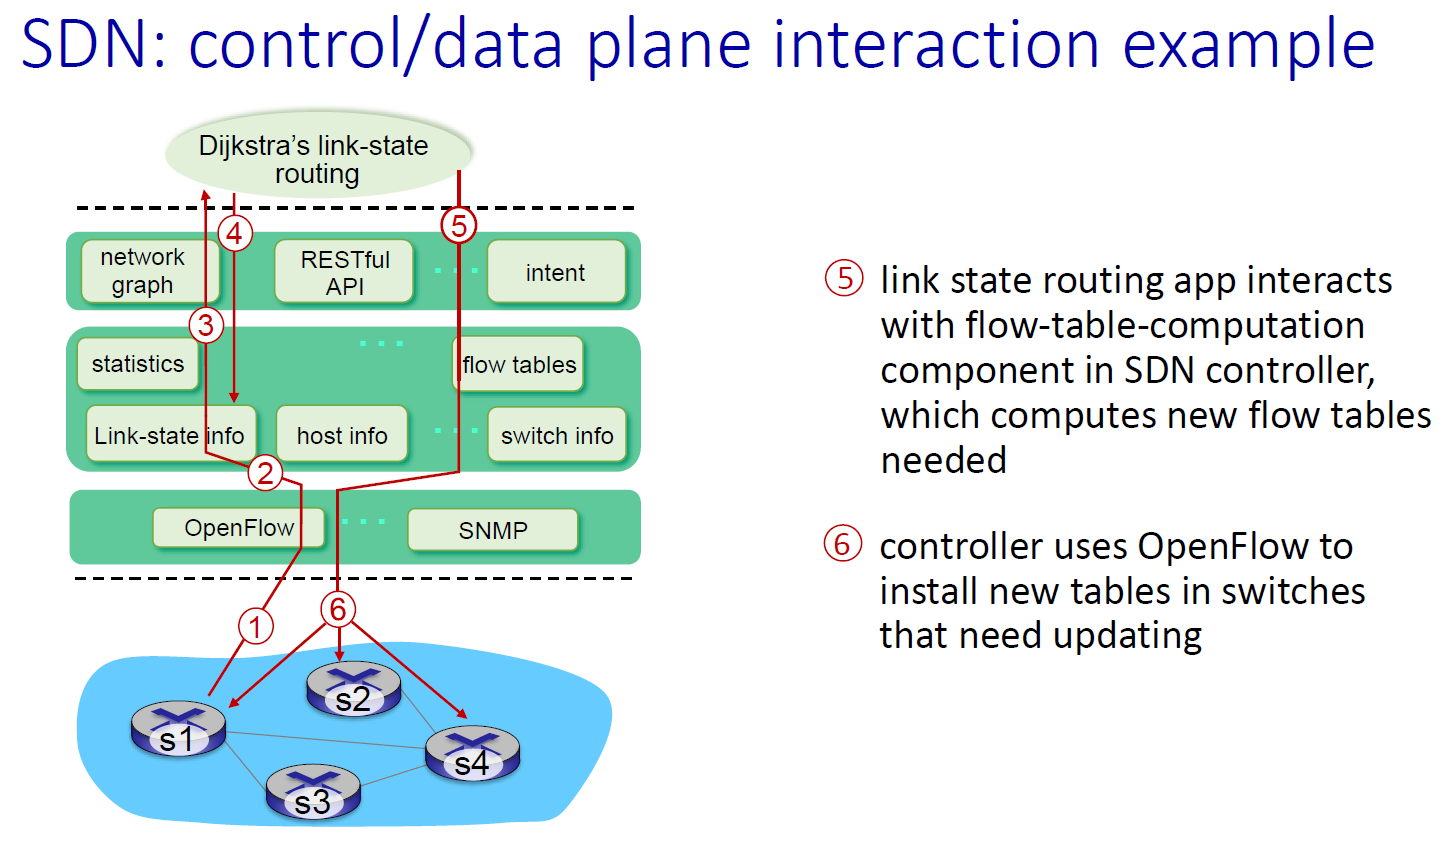 SDN: control/data plane interaction example
Dijkstra's link-state
routing
4
5
network
graph
RESTful
API
intent
3
statistics
flow tables
Link-state info
host info
switch info
2
OpenFlow
SNMP
1
6
s2
s1
s4
s3
5 link state routing app interacts
with flow-table-computation
component in SDN controller,
which computes new flow tables
needed
6 controller uses OpenFlow to
install new tables in switches
that need updating